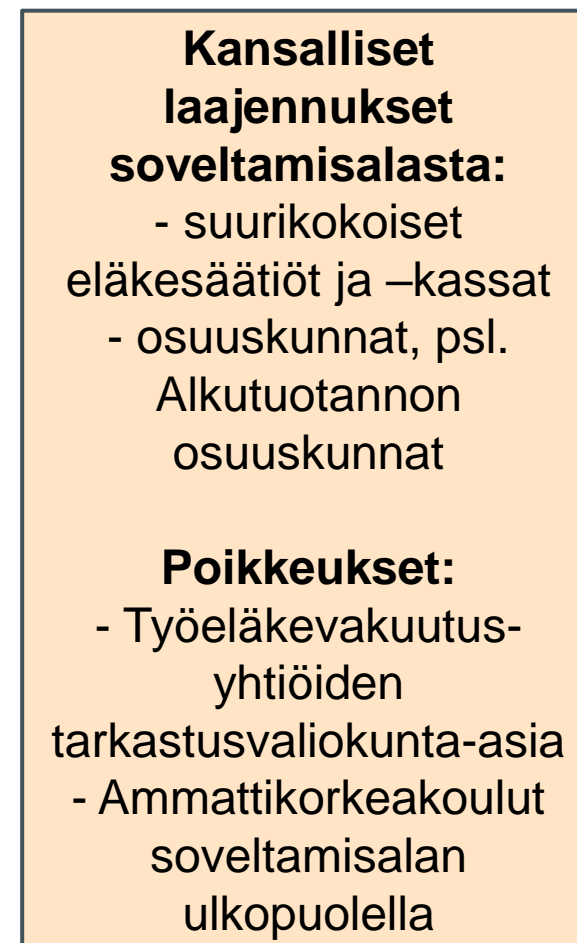 Kansalliset
laajennukset
soveltamisalasta:
- suurikokoiset
eläkesäätiöt ja –kassat
- osuuskunnat, psl.
Alkutuotannon
osuuskunnat
Poikkeukset:
- Työeläkevakuutus-
yhtiöiden
tarkastusvaliokunta-asia
- Ammattikorkeakoulut
soveltamisalan
ulkopuolella